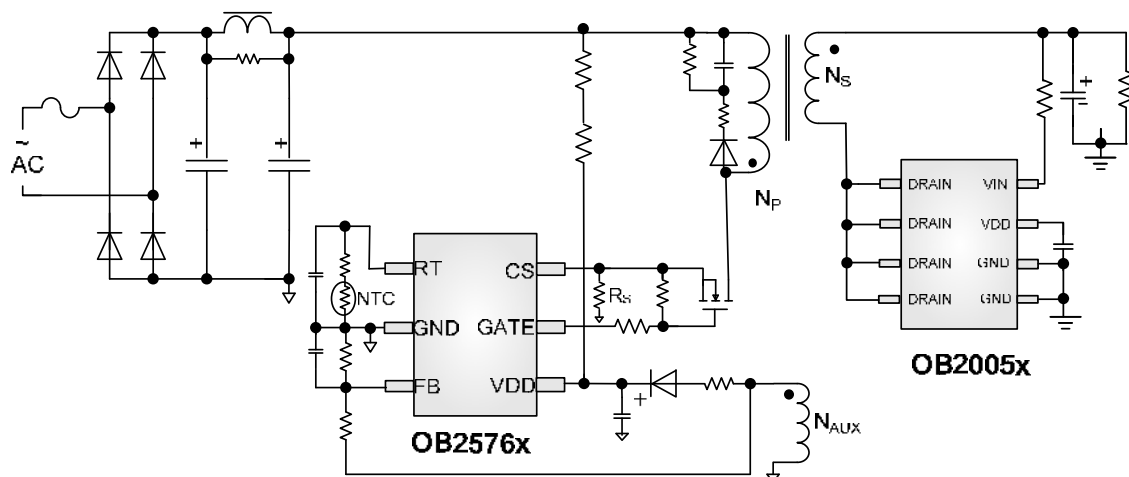 ~
AC
+
+
NTC
RT
GND
FB
CS
GATE
VDD
OB2576x
RS
+
NP
NS
NAUX
+
DRAIN
DRAIN
DRAIN
DRAIN
VIN
VDD
GND
GND
OB2005x